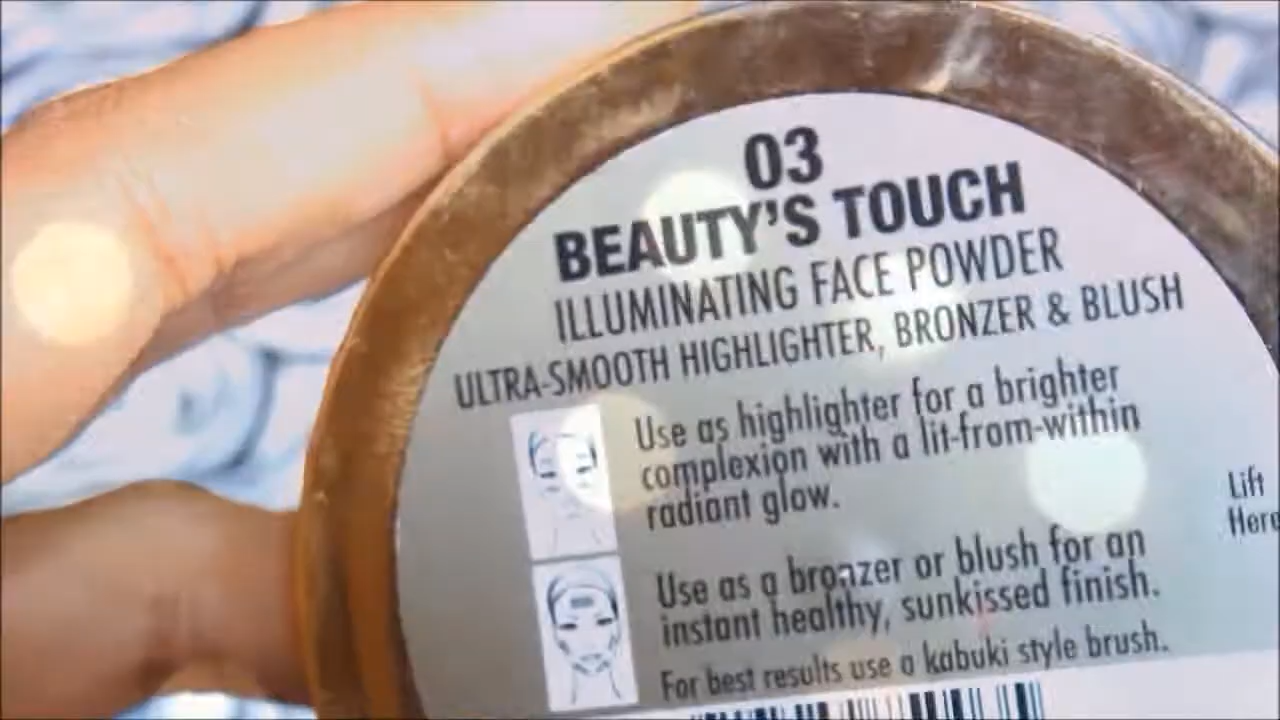 03
BEAUTY'S TOUCH
ILLUMINATING FACE POWDER
ULTRA-SMOOTH HIGHLIGHTER, BRONZER & BLUSH
Use as highlighter for a brighter
complexion with a lit-from-within
radiant glow.
Use as a bronzer or blush for an
instant healthy, sunkissed finish.
For best results use a kabuki style brush.
Lift
Here